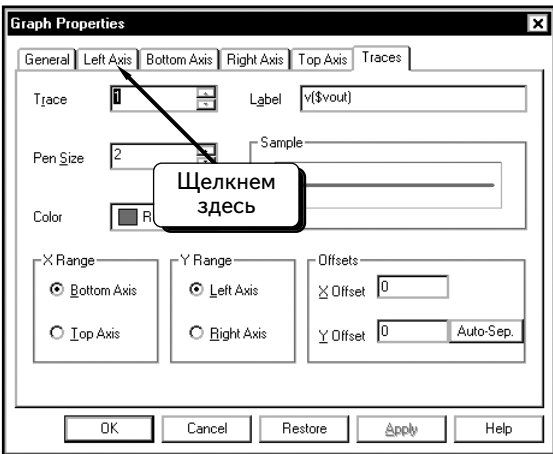 Graph Properties
General Left Axis Bottom Axis Right Axis Top Axis Traces
Trace 1 Label v($vout)
Pen Size 2 Sample
Щелкнем
здесь
Color R
X Range Y Range Offsets
Bottom Axis Left Axis X Offset 0
Top Axis Right Axis Y Offset 0 Auto-Sep.
OK Cancel Restore Apply Help